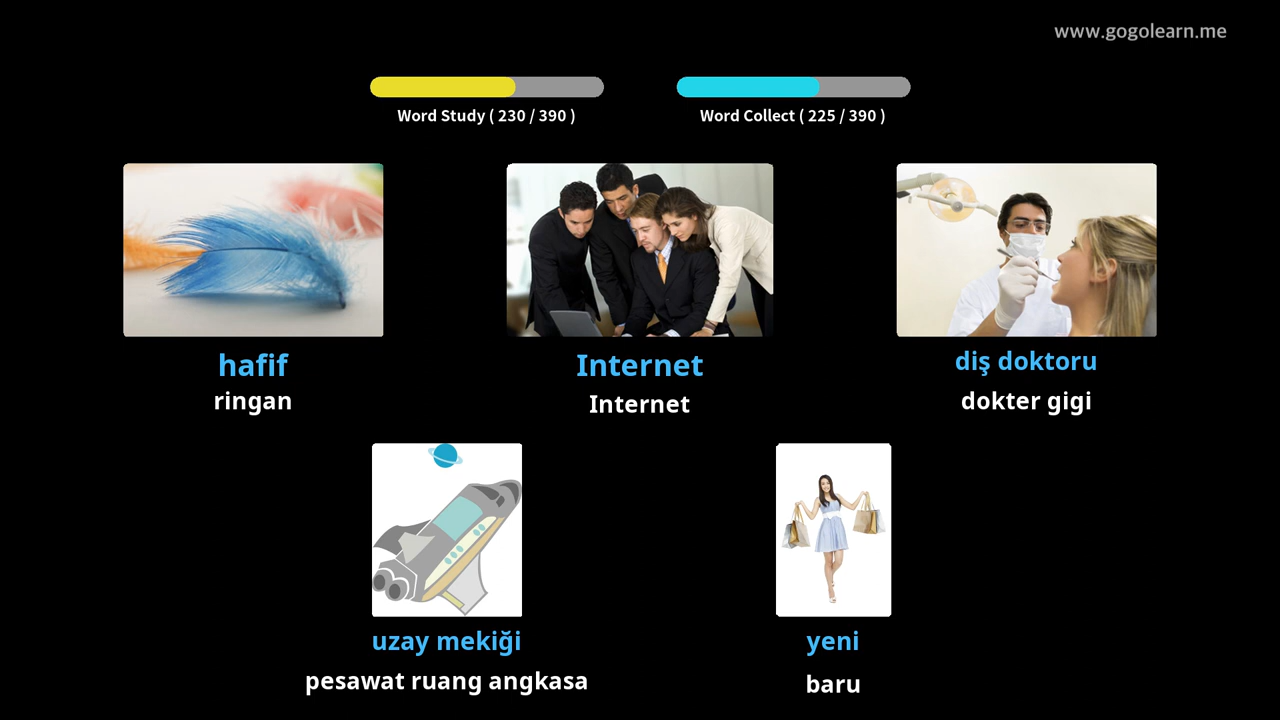 www.gogolearn.me
Word Study ( 230 / 390 )
Word Collect ( 225 / 390 )
hafif
ringan
Internet
Internet
diş doktoru
dokter gigi
uzay mekiği
pesawat ruang angkasa
yeni
baru